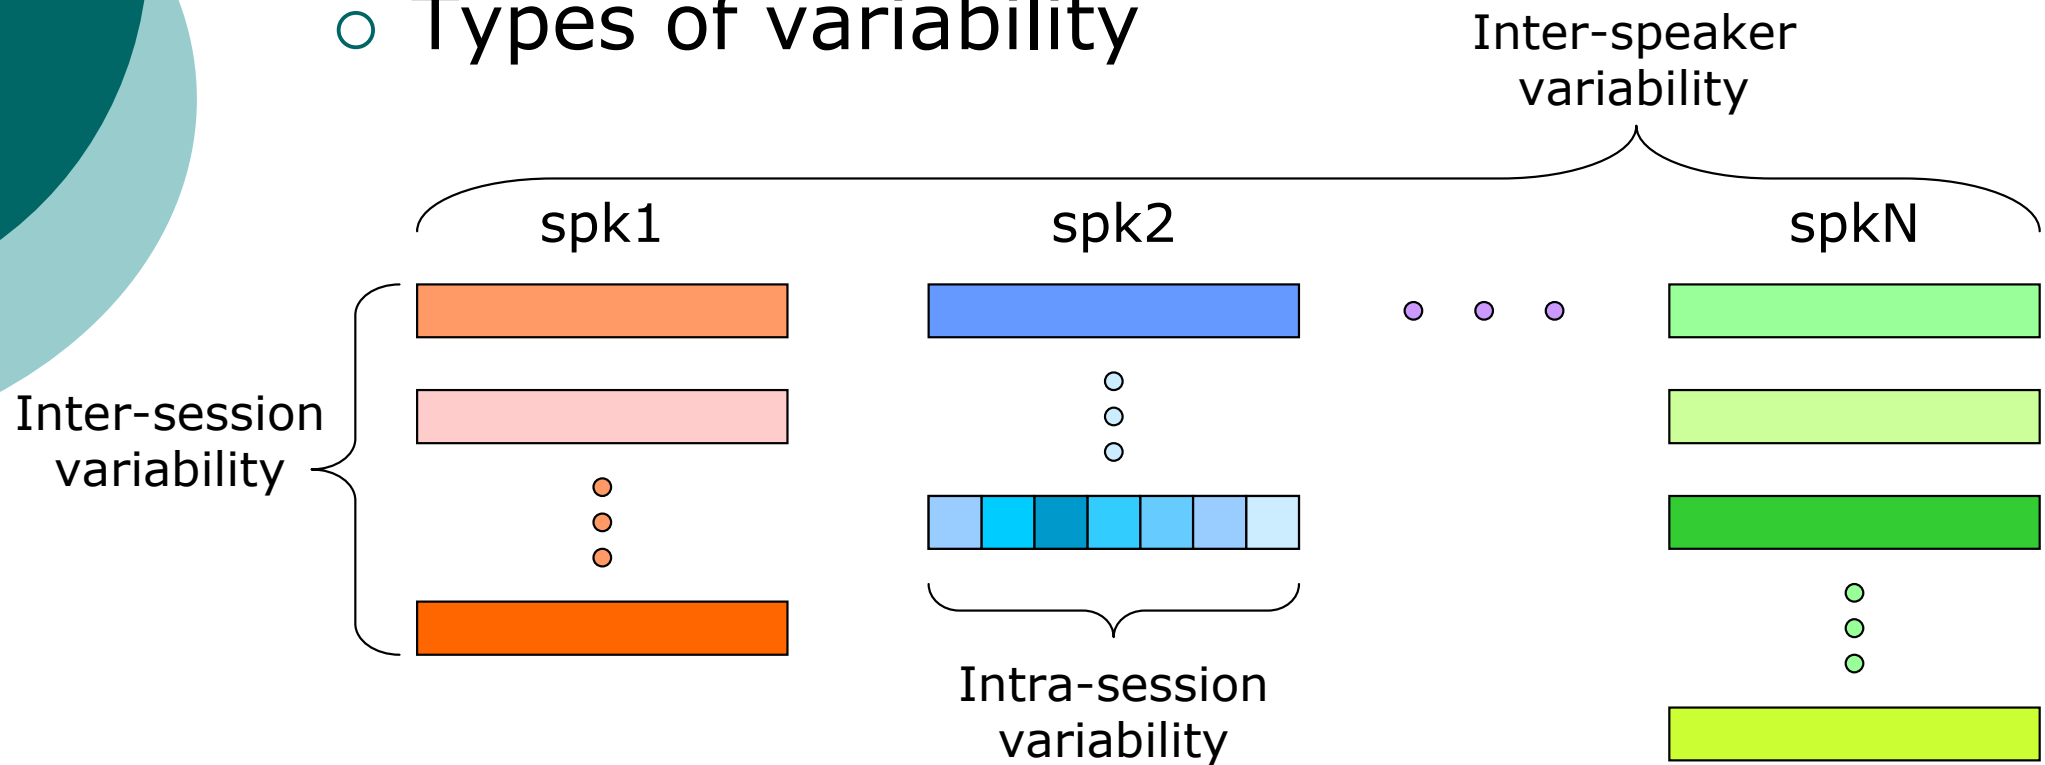 Types of variability
Inter-speaker
variability
spk1
spk2
spkN
Inter-session
variability
Intra-session
variability